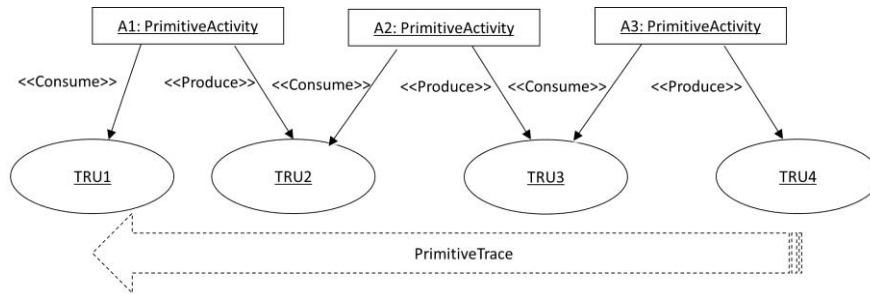 A1: PrimitiveActivity
A2: PrimitiveActivity
A3: PrimitiveActivity
<<Consume>>
<<Produce>>
<<Consume>>
<<Produce>>
<<Consume>>
<<Produce>>
TRU1
TRU2
TRU3
TRU4
PrimitiveTrace